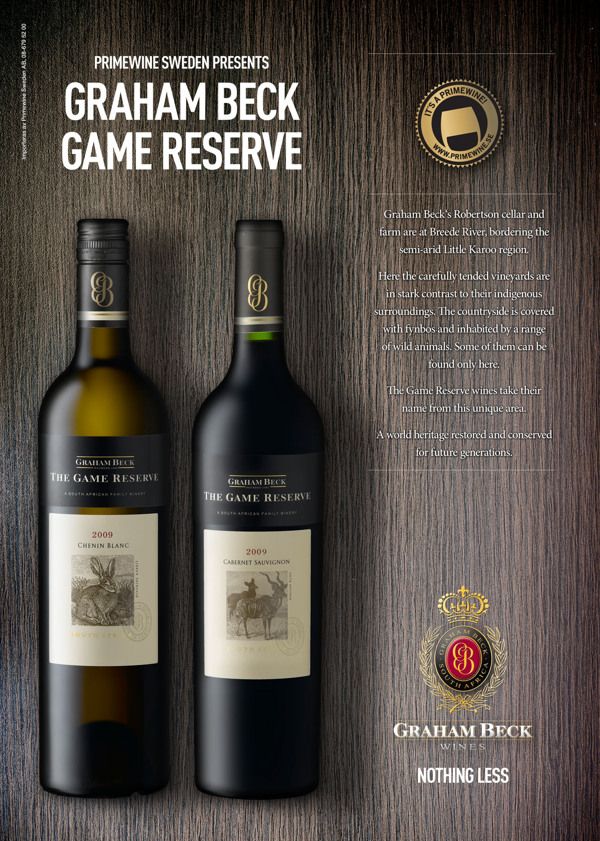 Importeras av Primewine Sweden AB, 08-679 52 00
PRIMEWINE SWEDEN PRESENTS
GRAHAM BECK
GAME RESERVE
IT'S A PRIMEWINE!
WWW.PRIMEWINE.SE
Graham Beck's Robertson cellar and
farm are at Breede River, bordering the
semi-arid Little Karoo region.
Here the carefully tended vineyards are
in stark contrast to their indigenous
surroundings. The countryside is covered
with fynbos and inhabited by a range
of wild animals. Some of them can be
found only here.
The Game Reserve wines take their
name from this unique area.
A world heritage restored and conserved
for future generations.
GB
GRAHAM BECK
THE GAME RESERVE
A SOUTH AFRICAN FAMILY WINERY
2009
CHENIN BLANC
GB
GRAHAM BECK
THE GAME RESERVE
A SOUTH AFRICAN FAMILY WINERY
2009
CABERNET SAUVIGNON
GRAHAM BECK
GB
SOUTH AFRICA
GRAHAM BECK
WINES
NOTHING LESS